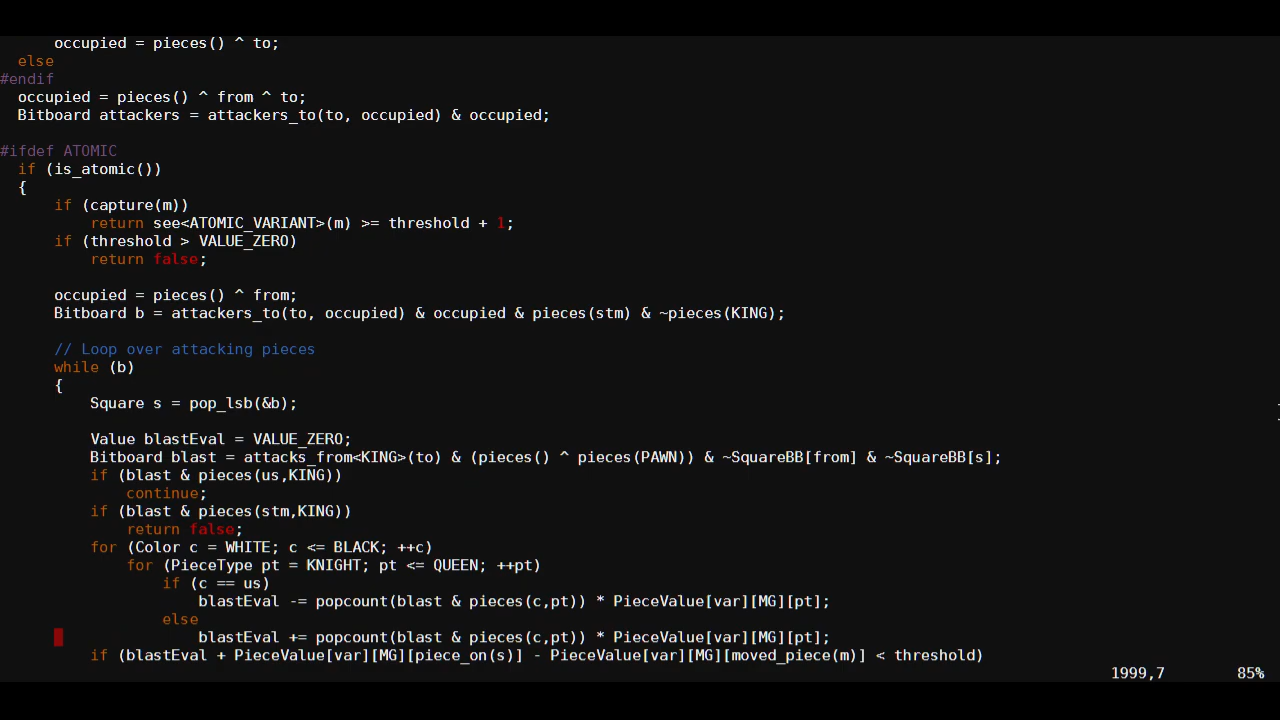 occupied = pieces() ^ to;
else
#endif
occupied = pieces() ^ from ^ to;
Bitboard attackers = attackers_to(to, occupied) & occupied;
#ifdef ATOMIC
if (is_atomic())
{
if (capture(m))
return see<ATOMIC_VARIANT>(m) >= threshold + 1;
if (threshold > VALUE_ZERO)
return false;
occupied = pieces() ^ from;
Bitboard b = attackers_to(to, occupied) & occupied & pieces(stm) & ~pieces(KING);
// Loop over attacking pieces
while (b)
{
Square s = pop_lsb(&b);
Value blastEval = VALUE_ZERO;
Bitboard blast = attacks_from<KING>(to) & (pieces() ^ pieces(PAWN)) & ~SquareBB[from] & ~SquareBB[s];
if (blast & pieces(us,KING))
continue;
if (blast & pieces(stm,KING))
return false;
for (Color c = WHITE; c <= BLACK; ++c)
for (PieceType pt = KNIGHT; pt <= QUEEN; ++pt)
if (c == us)
blastEval -= popcount(blast & pieces(c,pt)) * PieceValue[var][MG][pt];
else
blastEval += popcount(blast & pieces(c,pt)) * PieceValue[var][MG][pt];
if (blastEval + PieceValue[var][MG][piece_on(s)] - PieceValue[var][MG][moved_piece(m)] < threshold)
1999,7 85%